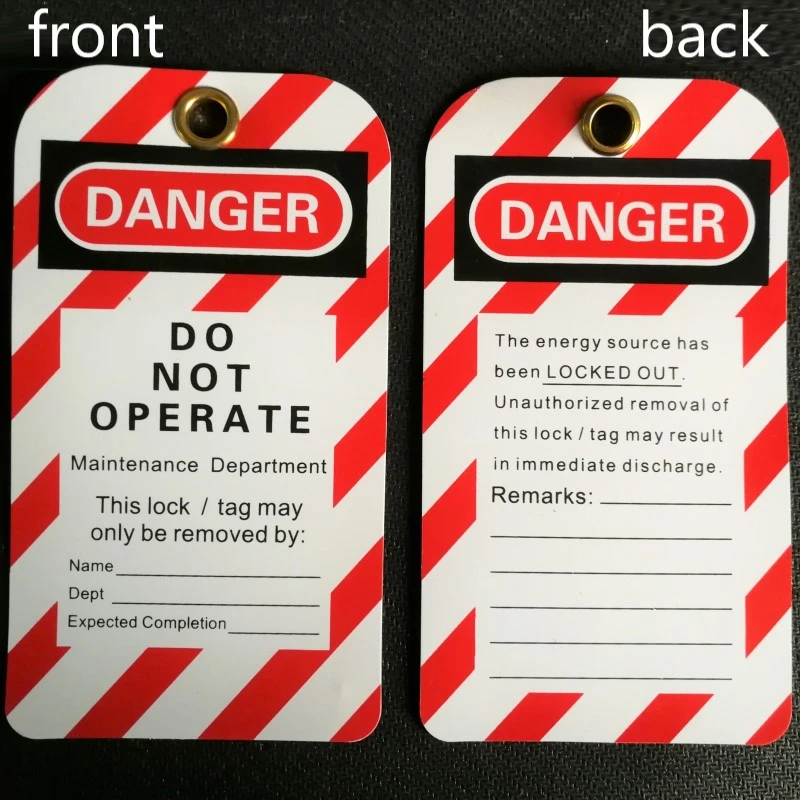 front
DANGER
DO
NOT
OPERATE
Maintenance Department
This lock / tag may
only be removed by:
Name
Dept
Expected Completion
back
DANGER
The energy source has
been LOCKED OUT.
Unauthorized removal of
this lock / tag may result
in immediate discharge.
Remarks: